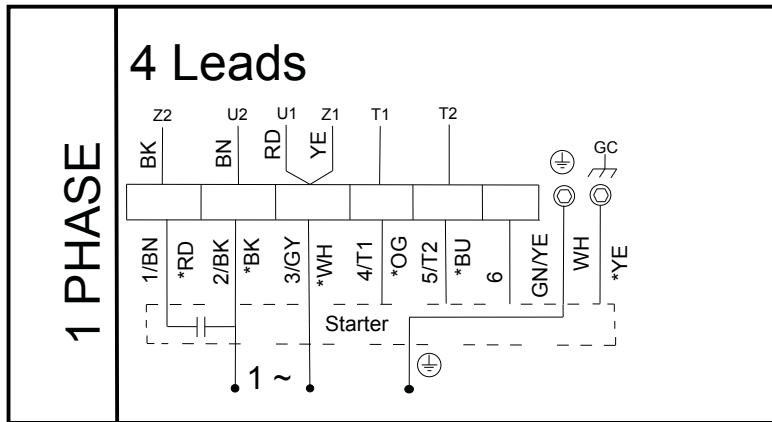 1 PHASE
4 Leads
Z2 U2 U1 Z1 T1 T2
BK BN RD YE
GC
1/BN *RD 2/BK *BK 3/GY *WH 4/T1 *OG 5/T2 *BU 6 GN/YE WH *YE
Starter
1 ~